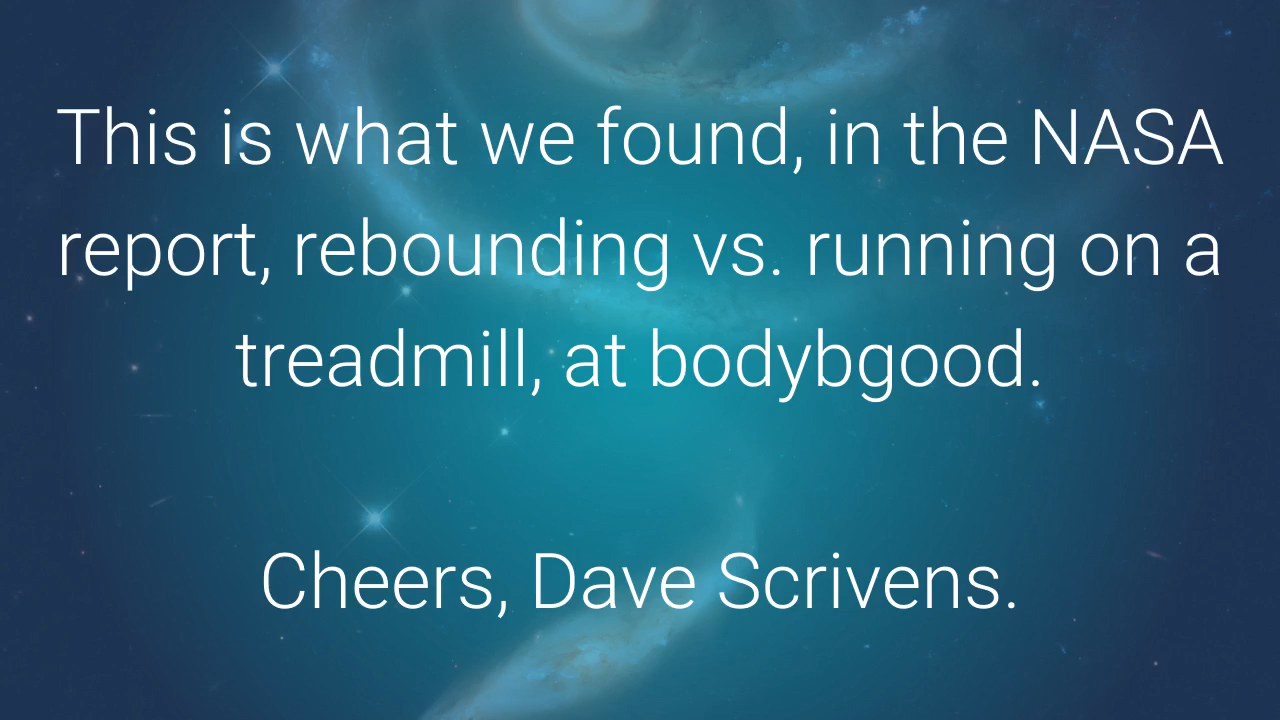 This is what we found, in the NASA
report, rebounding vs. running on a
treadmill, at bodybgood.
Cheers, Dave Scrivens.